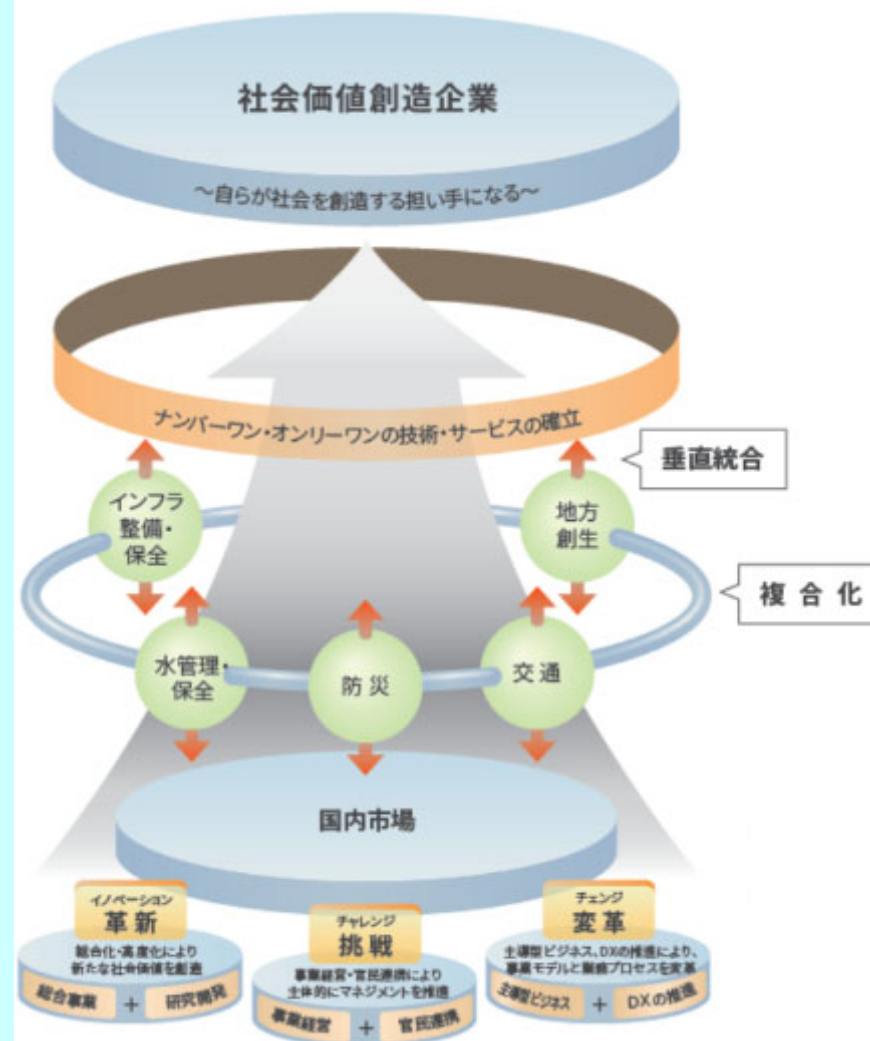 社会価値創造企業
〜自らが社会を創造する担い手になる〜
ナンバーワン・オンリーワンの技術・サービスの確立
垂直統合
インフラ
整備・
保全
地方
創生
複合化
水管理・
保全
防災
交通
国内市場
イノベーション
革新
総合化・高度化により
新たな社会価値を創造
総合事業 + 研究開発
チャレンジ
挑戦
事業経営・官民連携により
主体的にマネジメントを推進
事業経営 + 官民連携
チェンジ
変革
主導型ビジネス、DXの推進により、
事業モデルと業務プロセスを変革
主導型ビジネス + DXの推進